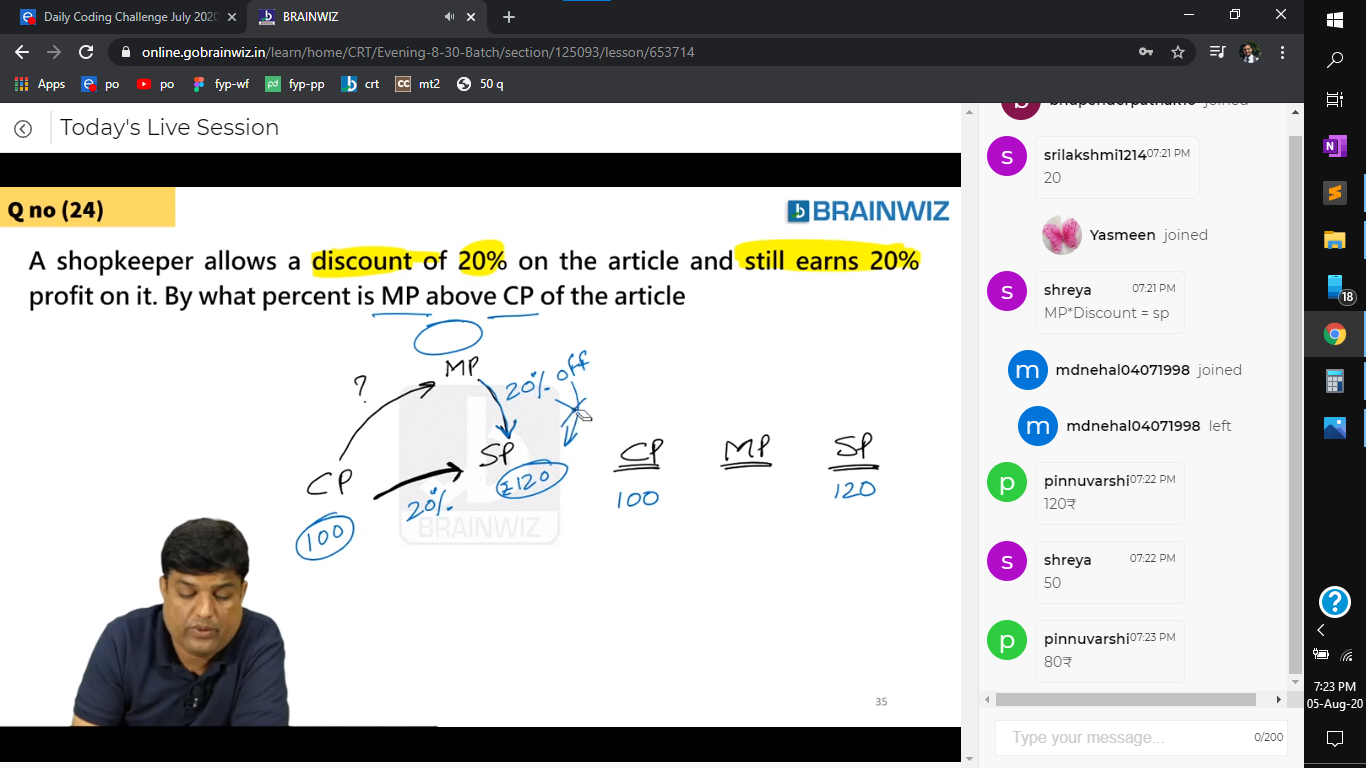 Daily Coding Challenge July 2020
BRAINWIZ
online.gobrainwiz.in/learn/home/CRT/Evening-8-30-Batch/section/125093/lesson/653714
Apps
po
po
fyp-wf
fyp-pp
crt
CC
mt2
50 q
Today's Live Session
Q no (24)
BRAINWIZ
A shopkeeper allows a discount of 20% on the article and still earns 20%
profit on it. By what percent is MP above CP of the article
MP
?
20% off
SP
CP
20%
₹120
100
BRAINWIZ
CP MP SP
100 120
35
joined
s
srilakshmi1214 07:21 PM
20
Yasmeen joined
s
shreya 07:21 PM
MP*Discount = sp
m
mdnehal04071998 joined
m
mdnehal04071998 left
p
pinnuvarshi 07:22 PM
120₹
s
shreya 07:22 PM
50
p
pinnuvarshi 07:23 PM
80₹
Type your message...
0/200
18
7:23 PM
05-Aug-20